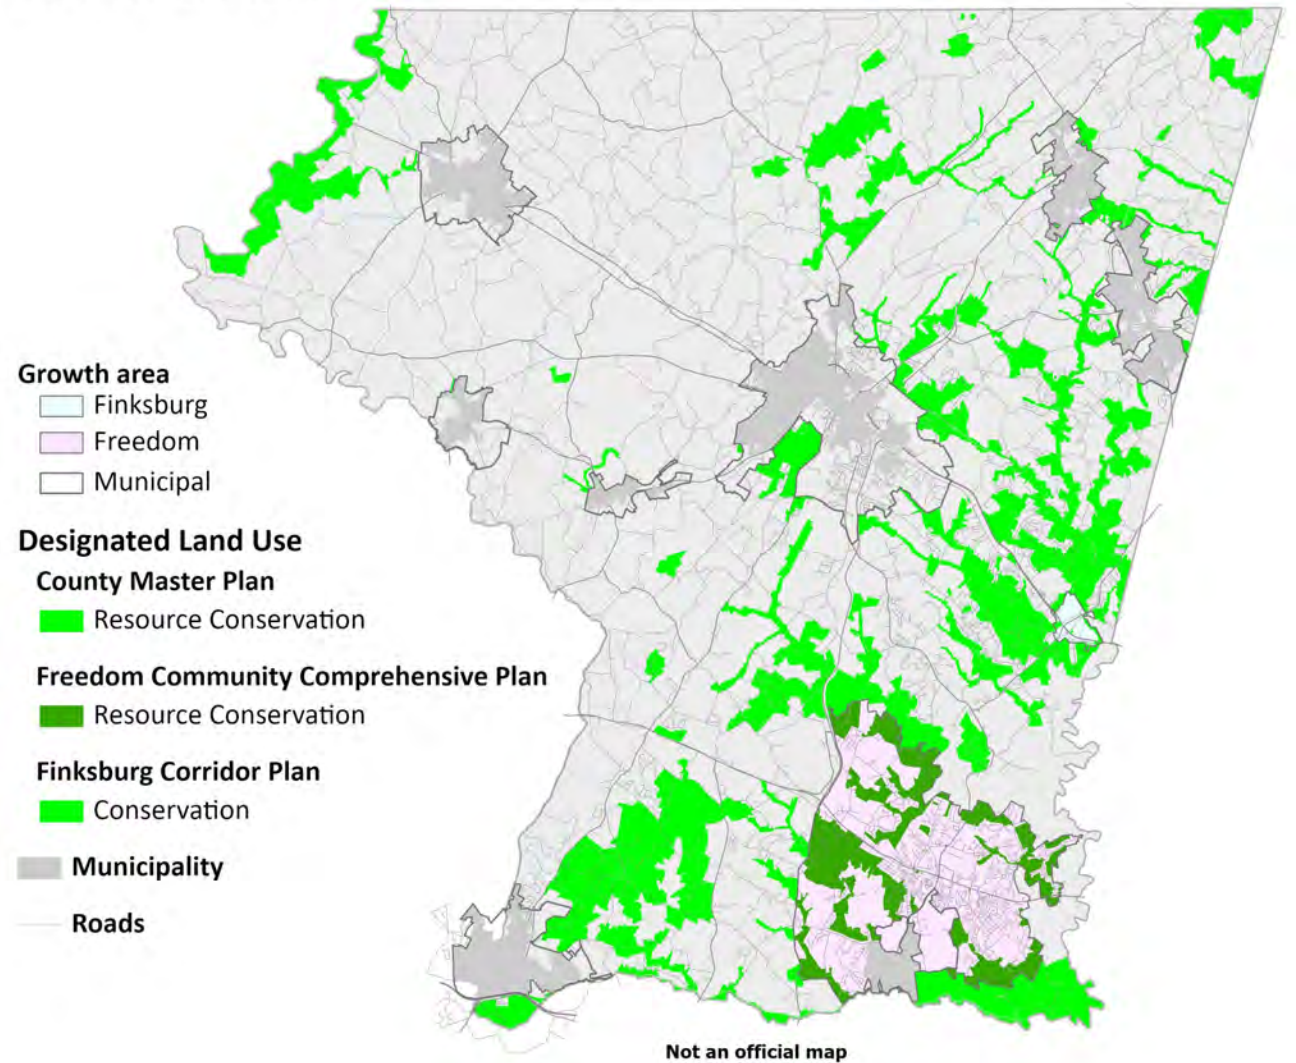 Growth area
Finksburg
Freedom
Municipal
Designated Land Use
County Master Plan
Resource Conservation
Freedom Community Comprehensive Plan
Resource Conservation
Finksburg Corridor Plan
Conservation
Municipality
Roads
Not an official map